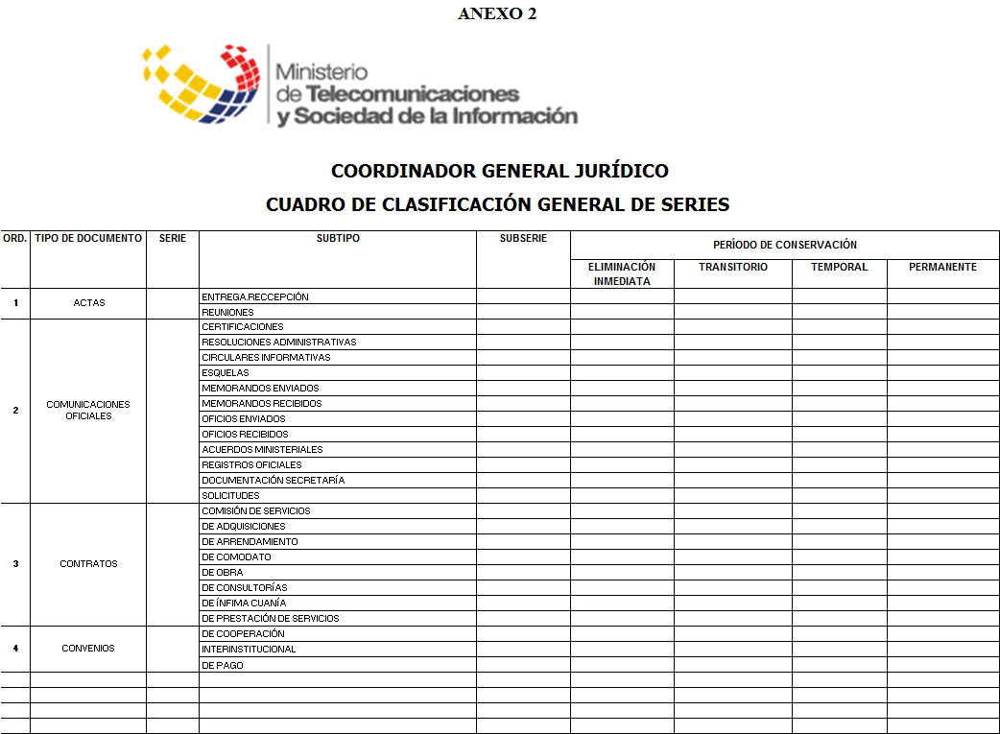 ANEXO 2
Ministerio
de Telecomunicaciones
y Sociedad de la Información
COORDINADOR GENERAL JURÍDICO
CUADRO DE CLASIFICACIÓN GENERAL DE SERIES
ORD. TIPO DE DOCUMENTO SERIE SUBTIPO SUBSERIE PERÍODO DE CONSERVACIÓN
ELIMINACIÓN INMEDIATA TRANSITORIO TEMPORAL PERMANENTE
1 ACTAS
ENTREGA.RECCEPCIÓN
REUNIONES
2 COMUNICACIONES OFICIALES
CERTIFICACIONES
RESOLUCIONES ADMINISTRATIVAS
CIRCULARES INFORMATIVAS
ESQUELAS
MEMORANDOS ENVIADOS
MEMORANDOS RECIBIDOS
OFICIOS ENVIADOS
OFICIOS RECIBIDOS
ACUERDOS MINISTERIALES
REGISTROS OFICIALES
DOCUMENTACIÓN SECRETARÍA
SOLICITUDES
3 CONTRATOS
COMISIÓN DE SERVICIOS
DE ADQUISICIONES
DE ARRENDAMIENTO
DE COMODATO
DE OBRA
DE CONSULTORÍAS
DE ÍNFIMA CUANÍA
DE PRESTACIÓN DE SERVICIOS
4 CONVENIOS
DE COOPERACIÓN
INTERINSTITUCIONAL
DE PAGO